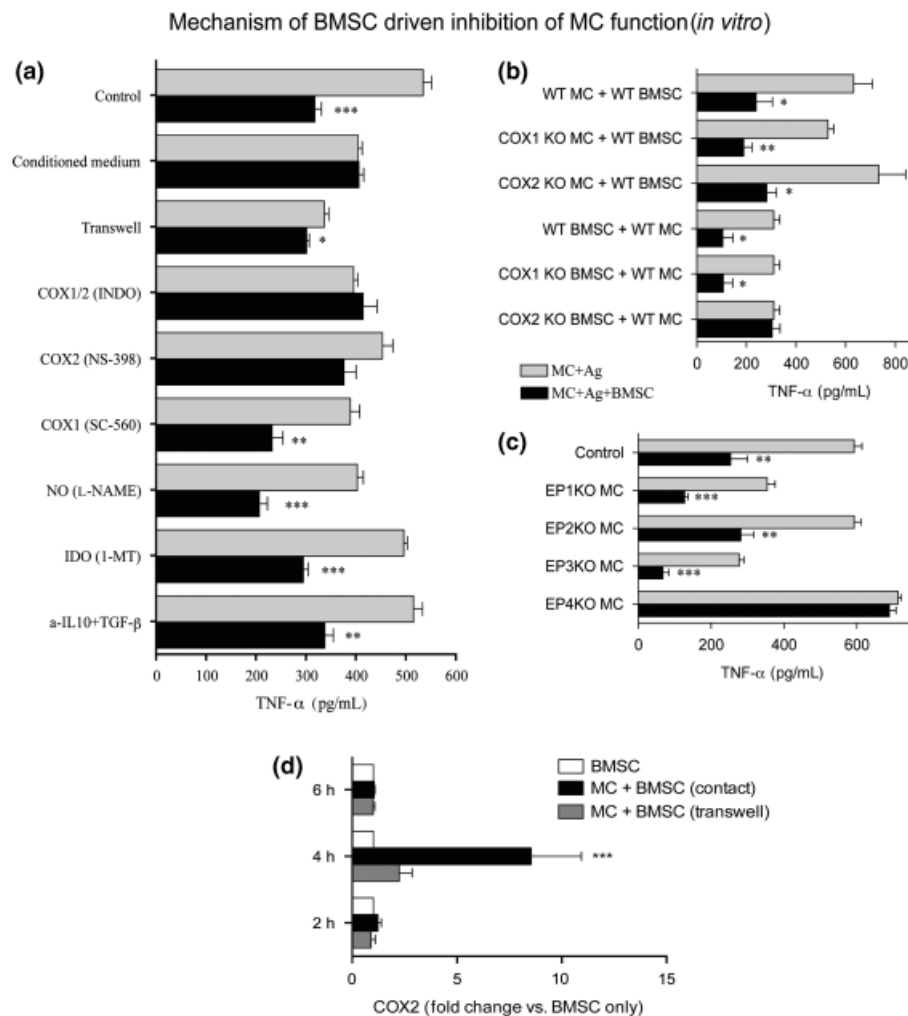 Mechanism of BMSC driven inhibition of MC function (in vitro)
(a)
Control
***
Conditioned medium
Transwell
*
COX1/2 (INDO)
COX2 (NS-398)
COX1 (SC-560)
**
NO (L-NAME)
***
IDO (1-MT)
***
a-IL10+TGF-β
**
0 100 200 300 400 500 600
TNF-α (pg/mL)
(b)
WT MC + WT BMSC
*
COX1 KO MC + WT BMSC
**
COX2 KO MC + WT BMSC
*
WT BMSC + WT MC
*
COX1 KO BMSC + WT MC
*
COX2 KO BMSC + WT MC
0 200 400 600 800
TNF-α (pg/mL)
MC+Ag
MC+Ag+BMSC
(c)
Control
**
EP1KO MC
***
EP2KO MC
**
EP3KO MC
***
EP4KO MC
0 200 400 600
TNF-α (pg/mL)
(d)
BMSC
MC + BMSC (contact)
MC + BMSC (transwell)
6 h
4 h
***
2 h
0 5 10 15
COX2 (fold change vs. BMSC only)